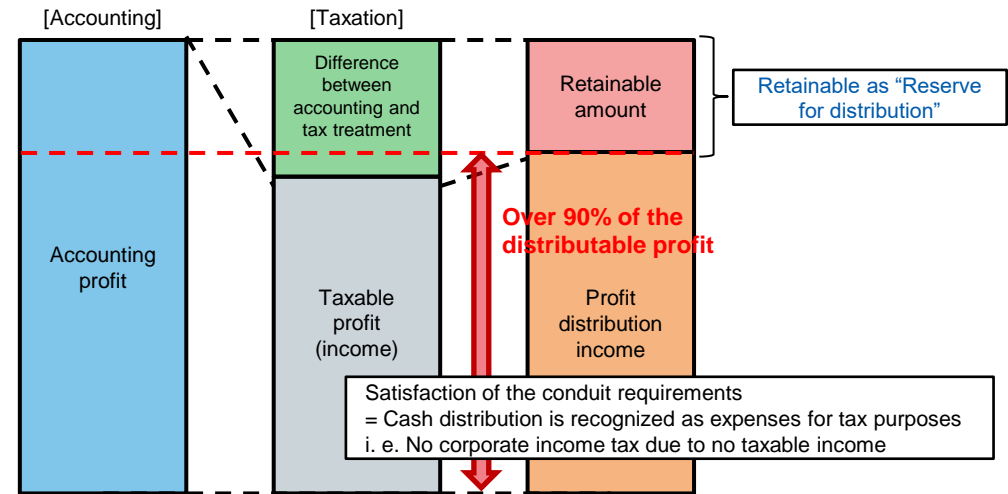 [Accounting]
[Taxation]
Difference
between
accounting and
tax treatment
Retainable
amount
Retainable as “Reserve
for distribution”
Over 90% of the
distributable profit
Accounting
profit
Taxable
profit
(income)
Profit
distribution
income
Satisfaction of the conduit requirements
= Cash distribution is recognized as expenses for tax purposes
i. e. No corporate income tax due to no taxable income